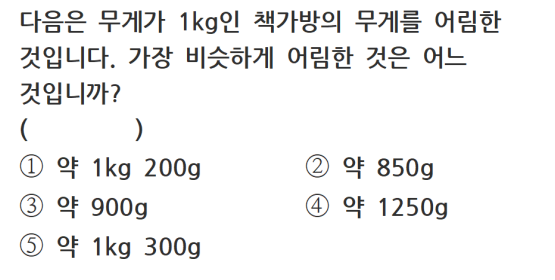 다음은 무게가 1kg인 책가방의 무게를 어림한
것입니다. 가장 비슷하게 어림한 것은 어느
것입니까?
(          )
① 약 1kg 200g ② 약 850g
③ 약 900g ④ 약 1250g
⑤ 약 1kg 300g